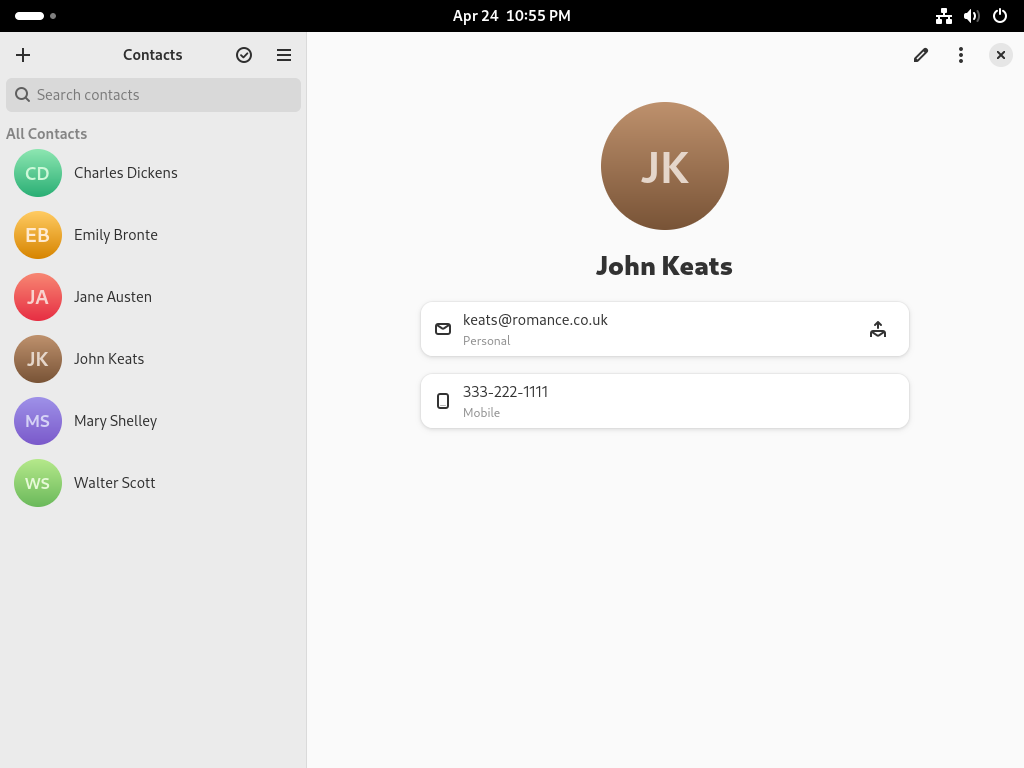 Apr 24  10:55 PM
Contacts
Search contacts
All Contacts
CD Charles Dickens
EB Emily Bronte
JA Jane Austen
JK John Keats
MS Mary Shelley
WS Walter Scott
JK
John Keats
keats@romance.co.uk
Personal
333-222-1111
Mobile